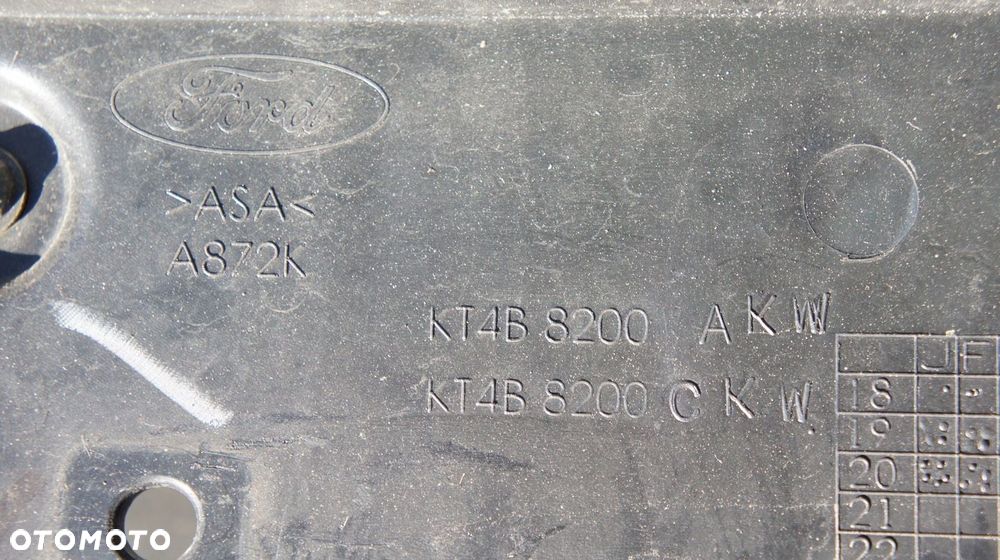 Ford
>ASA<
A872K
KT4B 8200 A K W
KT4B 8200 C K W
J F
18
19
20
21
22
OTOMOTO